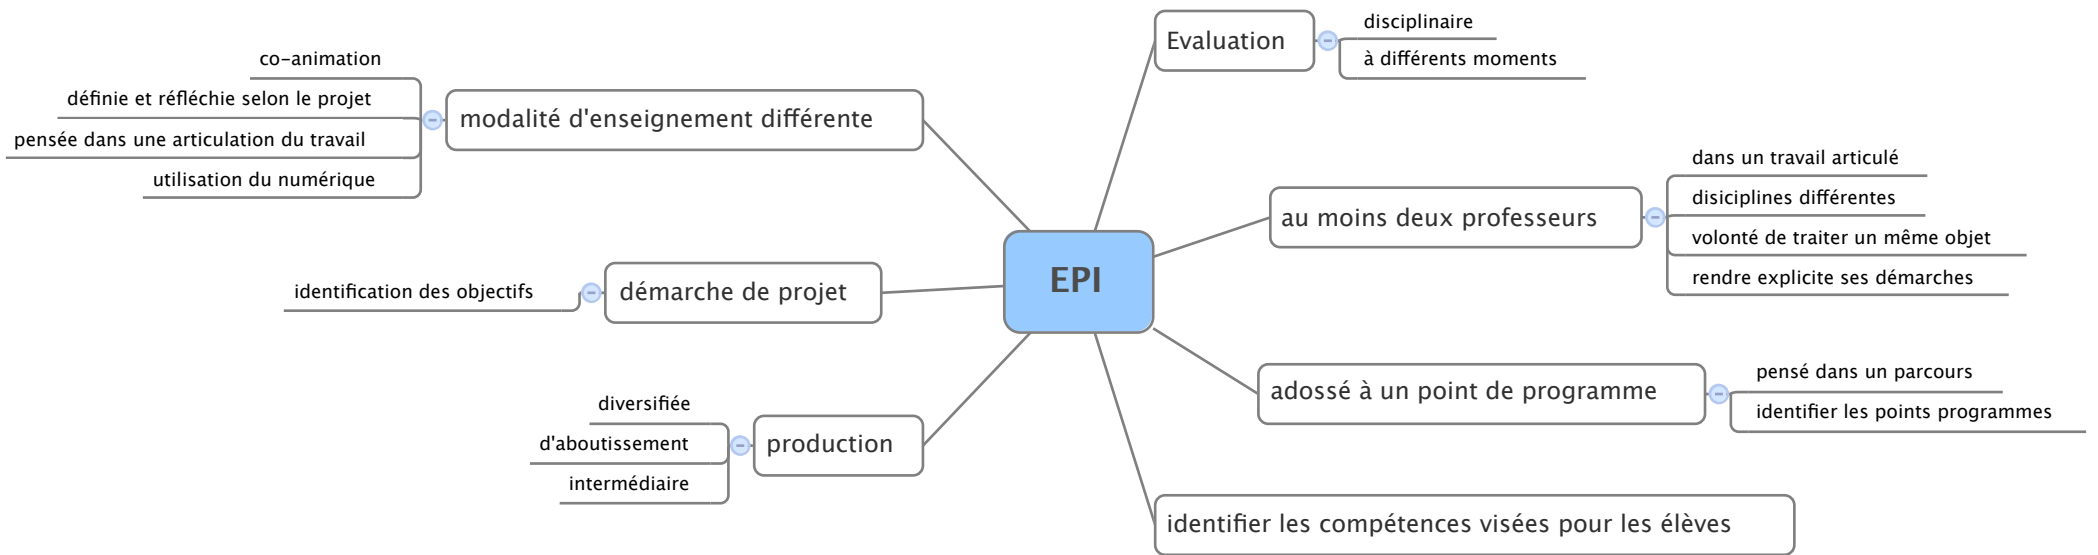 EPI
Evaluation
disciplinaire
à différents moments
au moins deux professeurs
dans un travail articulé
disiciplines différentes
volonté de traiter un même objet
rendre explicite ses démarches
adossé à un point de programme
pensé dans un parcours
identifier les points programmes
identifier les compétences visées pour les élèves
modalité d'enseignement différente
co-animation
définie et réfléchie selon le projet
pensée dans une articulation du travail
utilisation du numérique
démarche de projet
identification des objectifs
production
diversifiée
d'aboutissement
intermédiaire